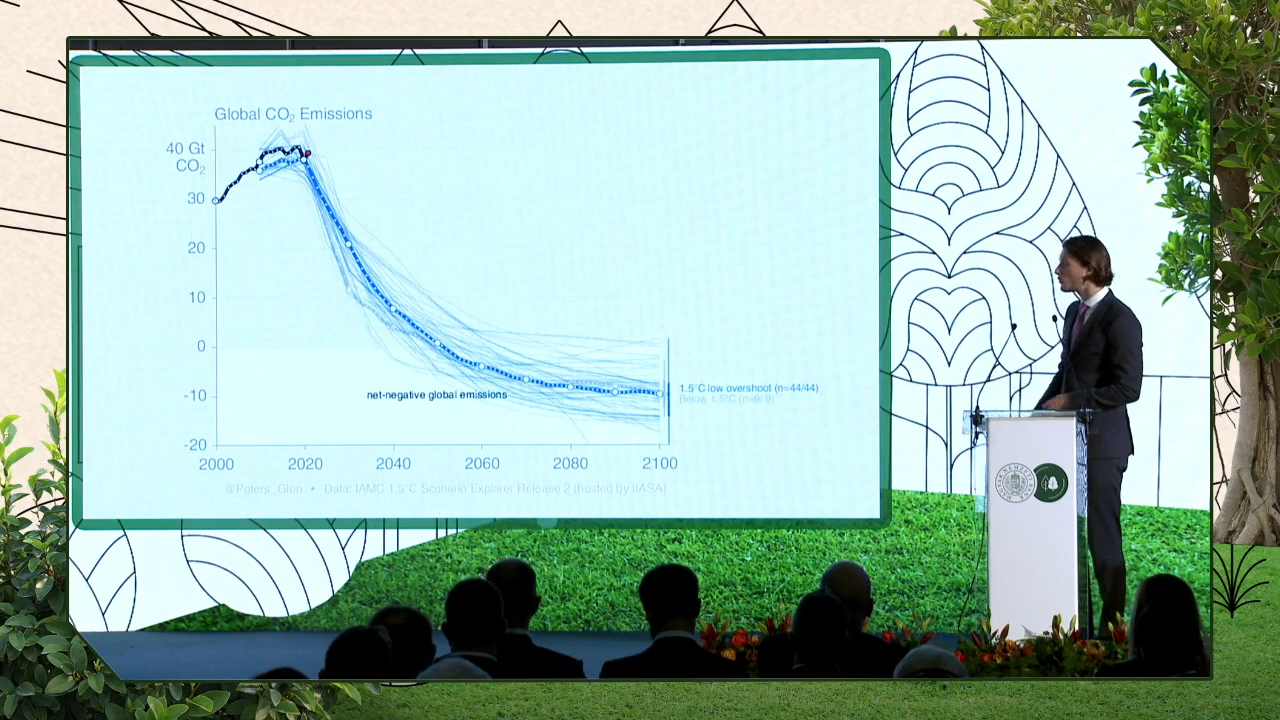 Global CO₂ Emissions
40 Gt
CO₂
30
20
10
0
-10
-20
net-negative global emissions
1.5°C low overshoot (n=44/44)
Below 1.5°C (n=9/ 9)
2000 2020 2040 2060 2080 2100
@Peters_Glen • Data: IAMC 1.5°C Scenario Explorer Release 2 (hosted by IIASA)